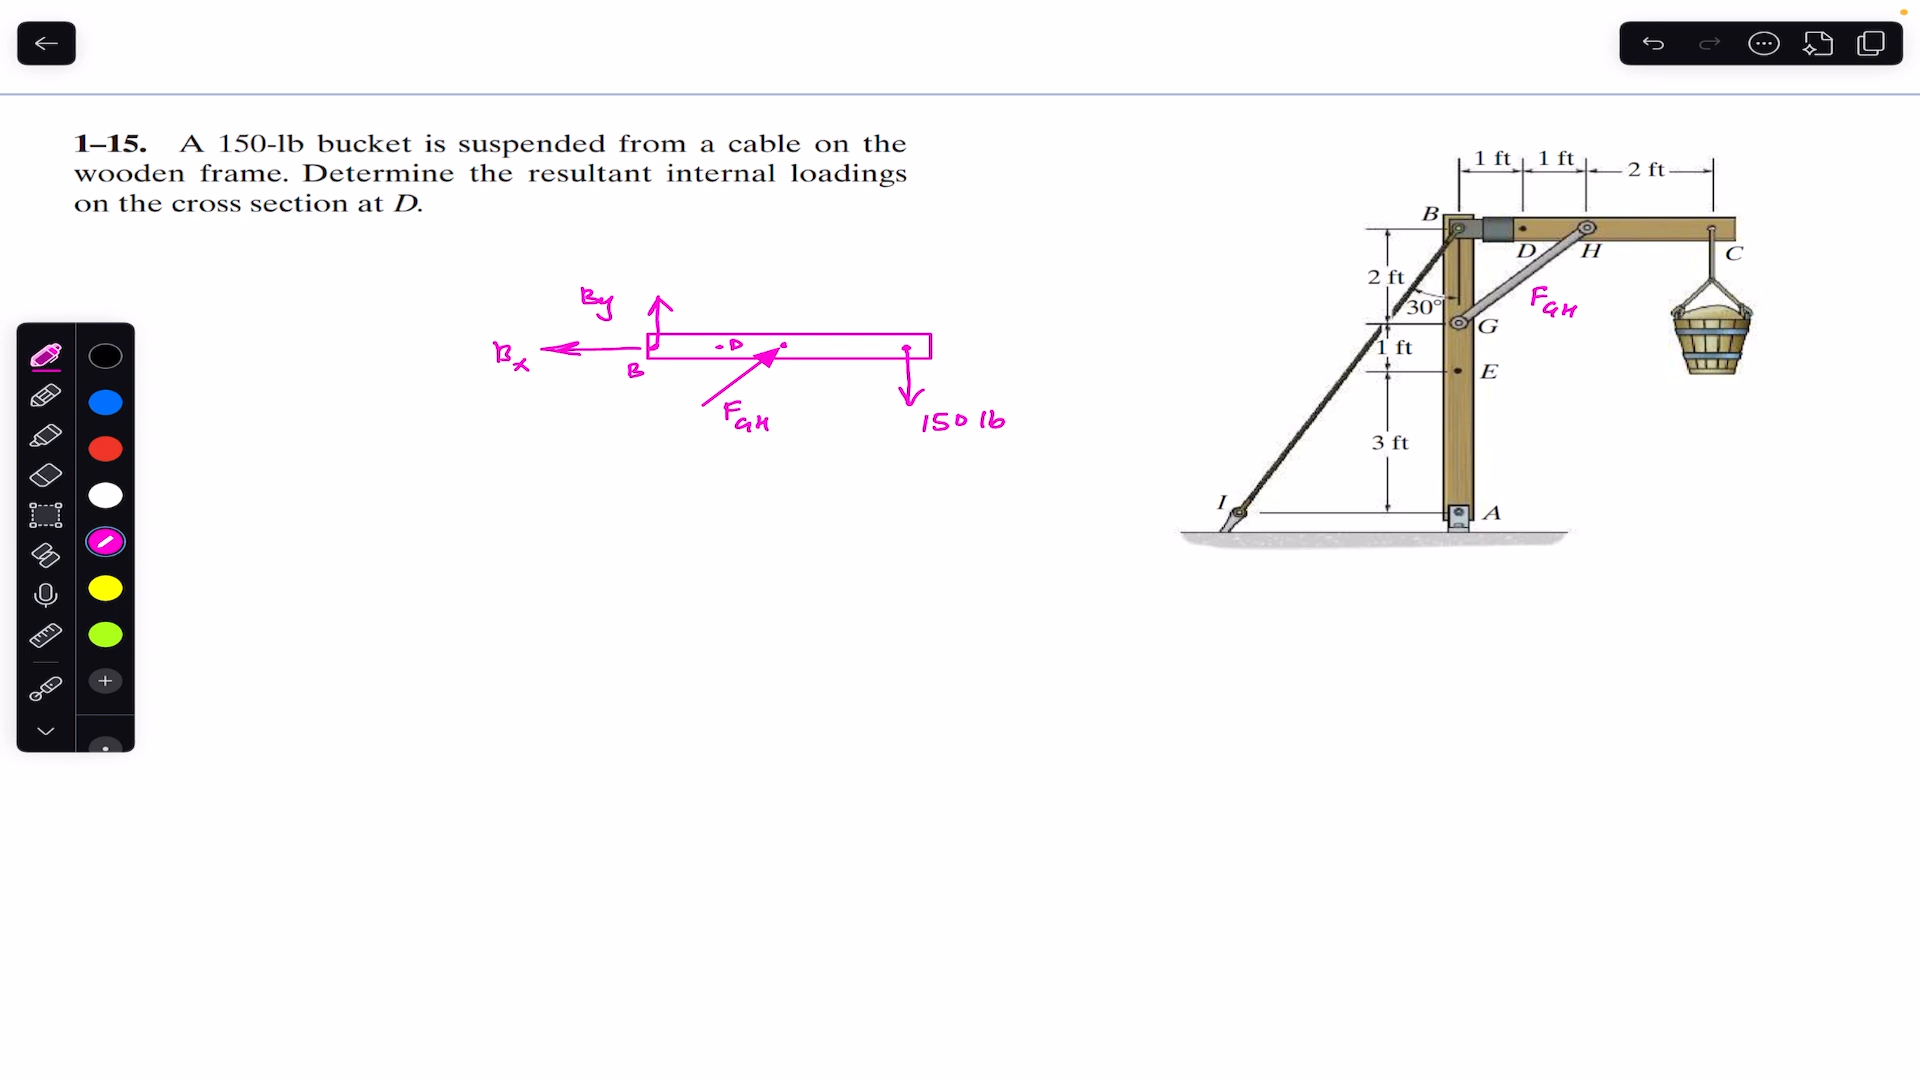 1–15. A 150-lb bucket is suspended from a cable on the
wooden frame. Determine the resultant internal loadings
on the cross section at D.
1 ft 1 ft 2 ft
B
D H C
2 ft
30°
F_GH
G
1 ft
E
3 ft
I A
By
Bx
B
D
F_GH
150 lb